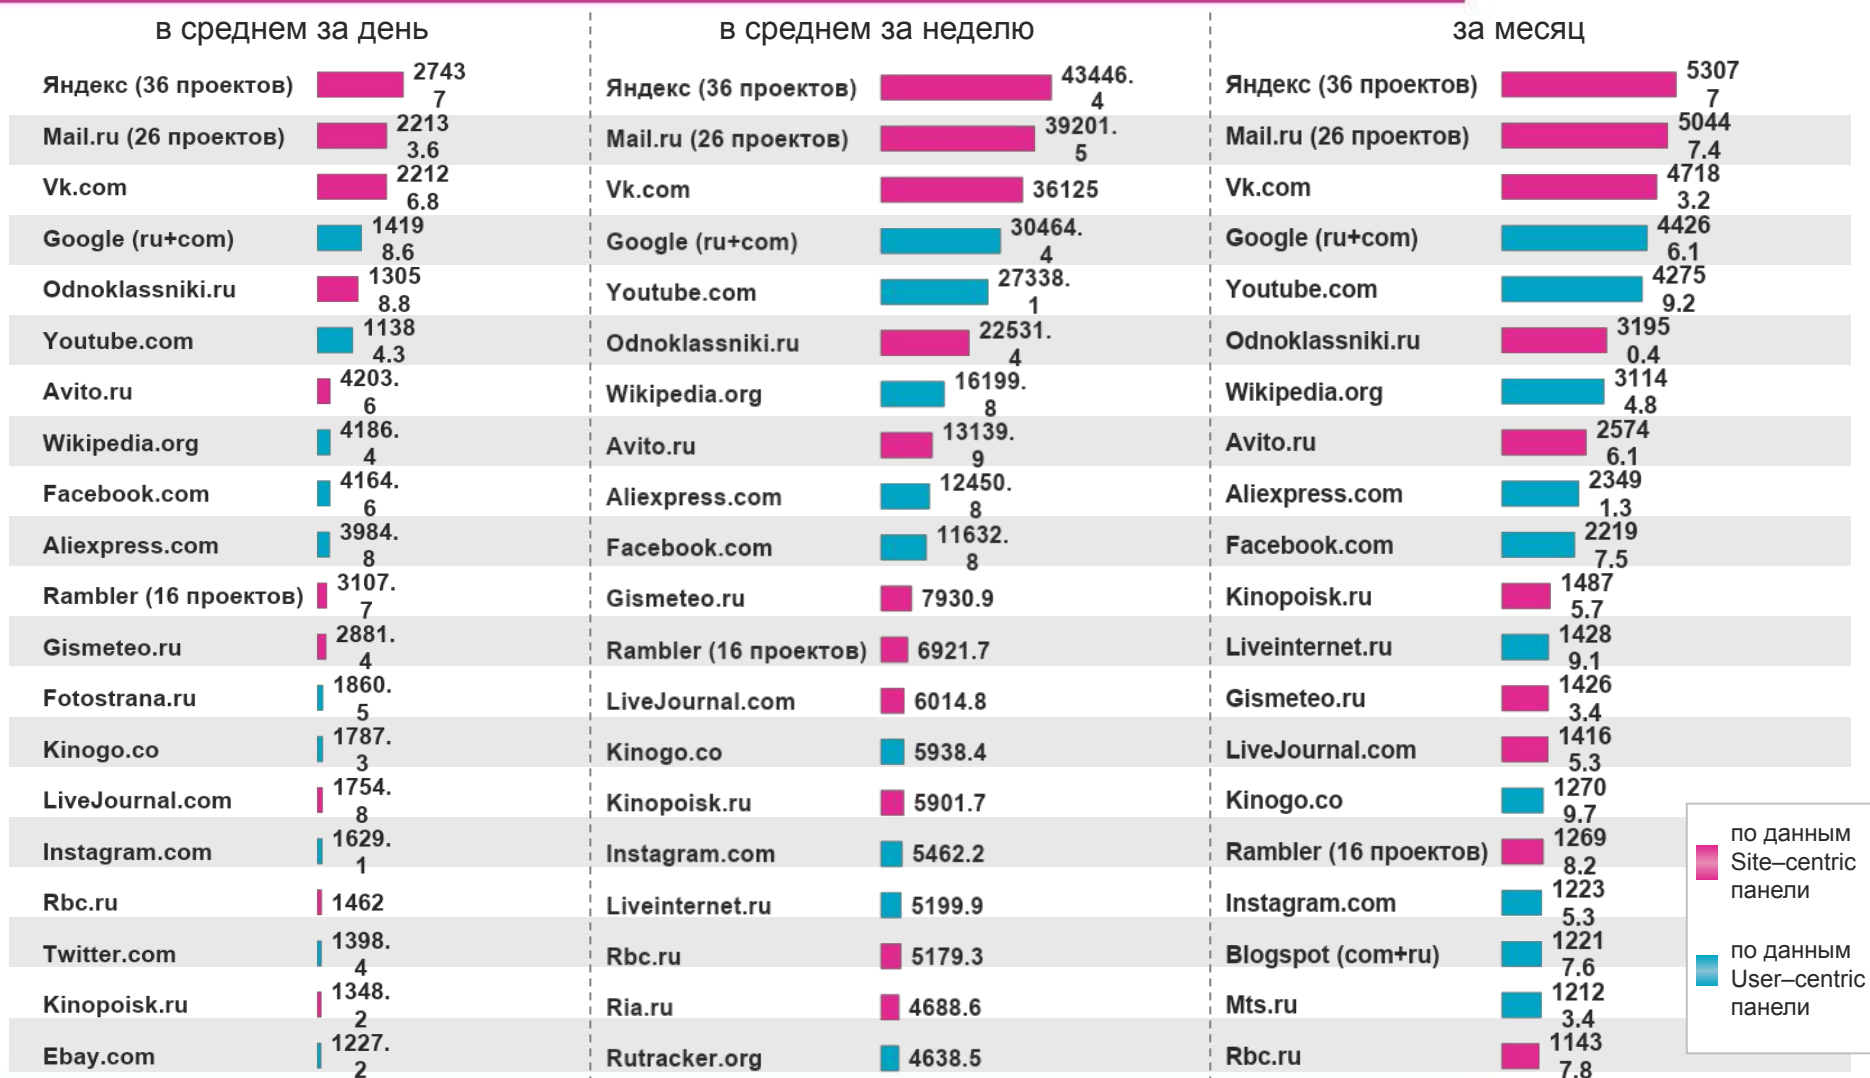 в среднем за день
Яндекс (36 проектов) 2743
7
Mail.ru (26 проектов) 2213
3.6
Vk.com 2212
6.8
Google (ru+com) 1419
8.6
Odnoklassniki.ru 1305
8.8
Youtube.com 1138
4.3
Avito.ru 4203.
6
Wikipedia.org 4186.
4
Facebook.com 4164.
6
Aliexpress.com 3984.
8
Rambler (16 проектов) 3107.
7
Gismeteo.ru 2881.
4
Fotostrana.ru 1860.
5
Kinogo.co 1787.
3
LiveJournal.com 1754.
8
Instagram.com 1629.
1
Rbc.ru 1462
Twitter.com 1398.
4
Kinopoisk.ru 1348.
2
Ebay.com 1227.
2
в среднем за неделю
Яндекс (36 проектов) 43446.
4
Mail.ru (26 проектов) 39201.
5
Vk.com 36125
Google (ru+com) 30464.
4
Youtube.com 27338.
1
Odnoklassniki.ru 22531.
4
Wikipedia.org 16199.
8
Avito.ru 13139.
9
Aliexpress.com 12450.
8
Facebook.com 11632.
8
Gismeteo.ru 7930.9
Rambler (16 проектов) 6921.7
LiveJournal.com 6014.8
Kinogo.co 5938.4
Kinopoisk.ru 5901.7
Instagram.com 5462.2
Liveinternet.ru 5199.9
Rbc.ru 5179.3
Ria.ru 4688.6
Rutracker.org 4638.5
за месяц
Яндекс (36 проектов) 5307
7
Mail.ru (26 проектов) 5044
7.4
Vk.com 4718
3.2
Google (ru+com) 4426
6.1
Youtube.com 4275
9.2
Odnoklassniki.ru 3195
0.4
Wikipedia.org 3114
4.8
Avito.ru 2574
6.1
Aliexpress.com 2349
1.3
Facebook.com 2219
7.5
Kinopoisk.ru 1487
5.7
Liveinternet.ru 1428
9.1
Gismeteo.ru 1426
3.4
LiveJournal.com 1416
5.3
Kinogo.co 1270
9.7
Rambler (16 проектов) 1269
8.2
Instagram.com 1223
5.3
Blogspot (com+ru) 1221
7.6
Mts.ru 1212
3.4
Rbc.ru 1143
7.8
по данным
Site–centric
панели
по данным
User–centric
панели